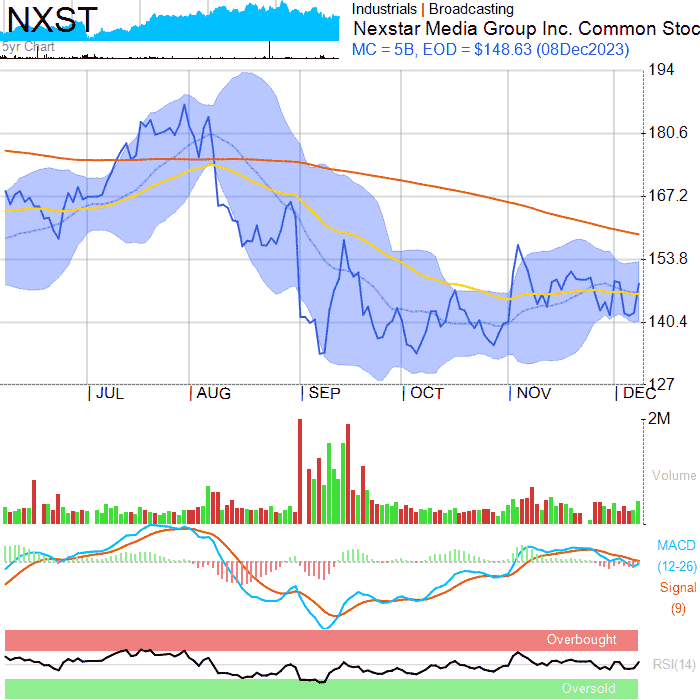 NXST
5yr Chart
Industrials | Broadcasting
Nexstar Media Group Inc. Common Stoc
MC = 5B, EOD = $148.63 (08Dec2023)
194
180.6
167.2
153.8
140.4
127
JUL AUG SEP OCT NOV DEC
2M
Volume
MACD
(12-26)
Signal
(9)
Overbought
RSI(14)
Oversold